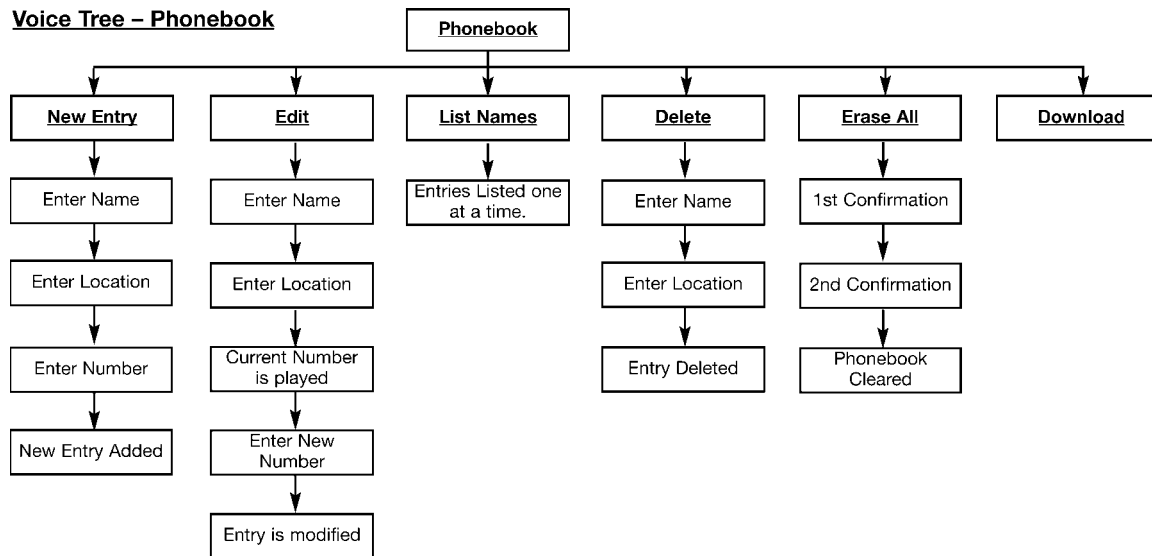 Voice Tree – Phonebook
Phonebook
New Entry
Edit
List Names
Delete
Erase All
Download
Enter Name
Enter Name
Entries Listed one
at a time.
Enter Name
1st Confirmation
Enter Location
Enter Location
Enter Location
2nd Confirmation
Enter Number
Current Number
is played
Entry Deleted
Phonebook
Cleared
New Entry Added
Enter New
Number
Entry is modified